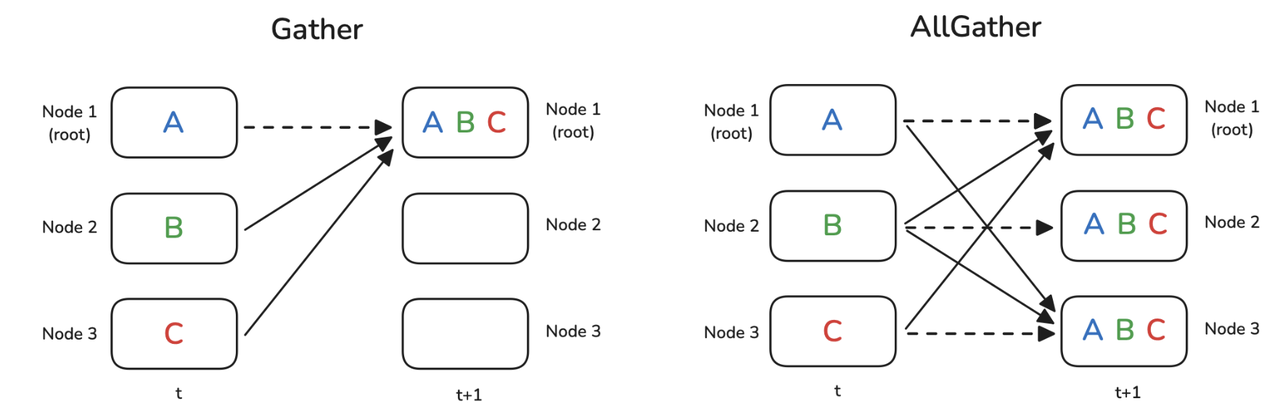 Gather
Node 1
(root)
A
A B C
Node 1
(root)
Node 2
B
Node 2
Node 3
C
Node 3
t
t+1
AllGather
Node 1
(root)
A
A B C
Node 1
(root)
Node 2
B
A B C
Node 2
Node 3
C
A B C
Node 3
t
t+1